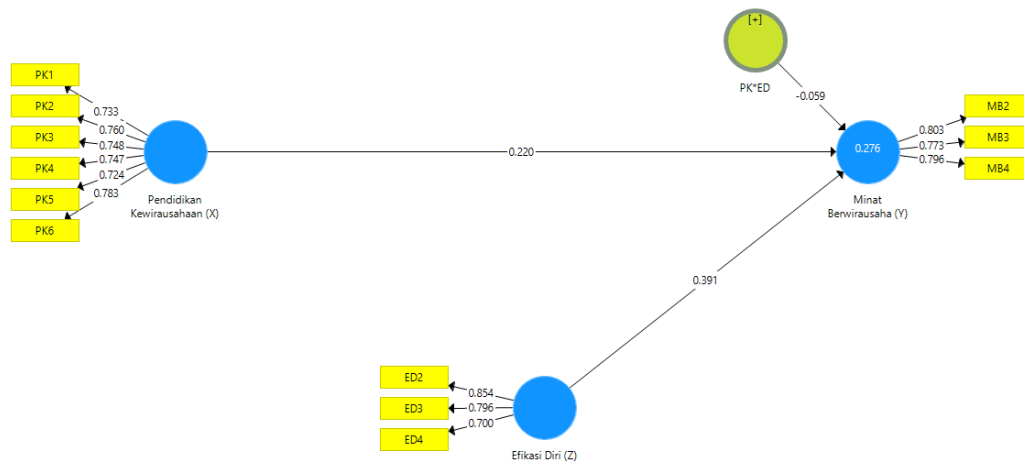 [+]
PK*ED
-0.059
PK1
PK2
PK3
PK4
PK5
PK6
0.733
0.760
0.748
0.747
0.724
0.783
Pendidikan
Kewirausahaan (X)
0.220
0.276
Minat
Berwirausaha (Y)
0.803
0.773
0.796
MB2
MB3
MB4
0.391
ED2
ED3
ED4
0.854
0.796
0.700
Efikasi Diri (Z)